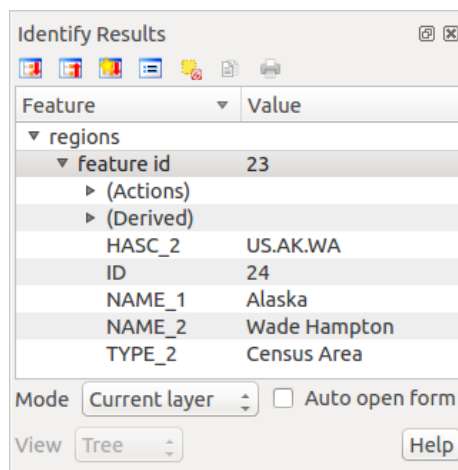 Identify Results
Feature Value
regions
feature id 23
(Actions)
(Derived)
HASC_2 US.AK.WA
ID 24
NAME_1 Alaska
NAME_2 Wade Hampton
TYPE_2 Census Area
Mode Current layer Auto open form
View Tree Help